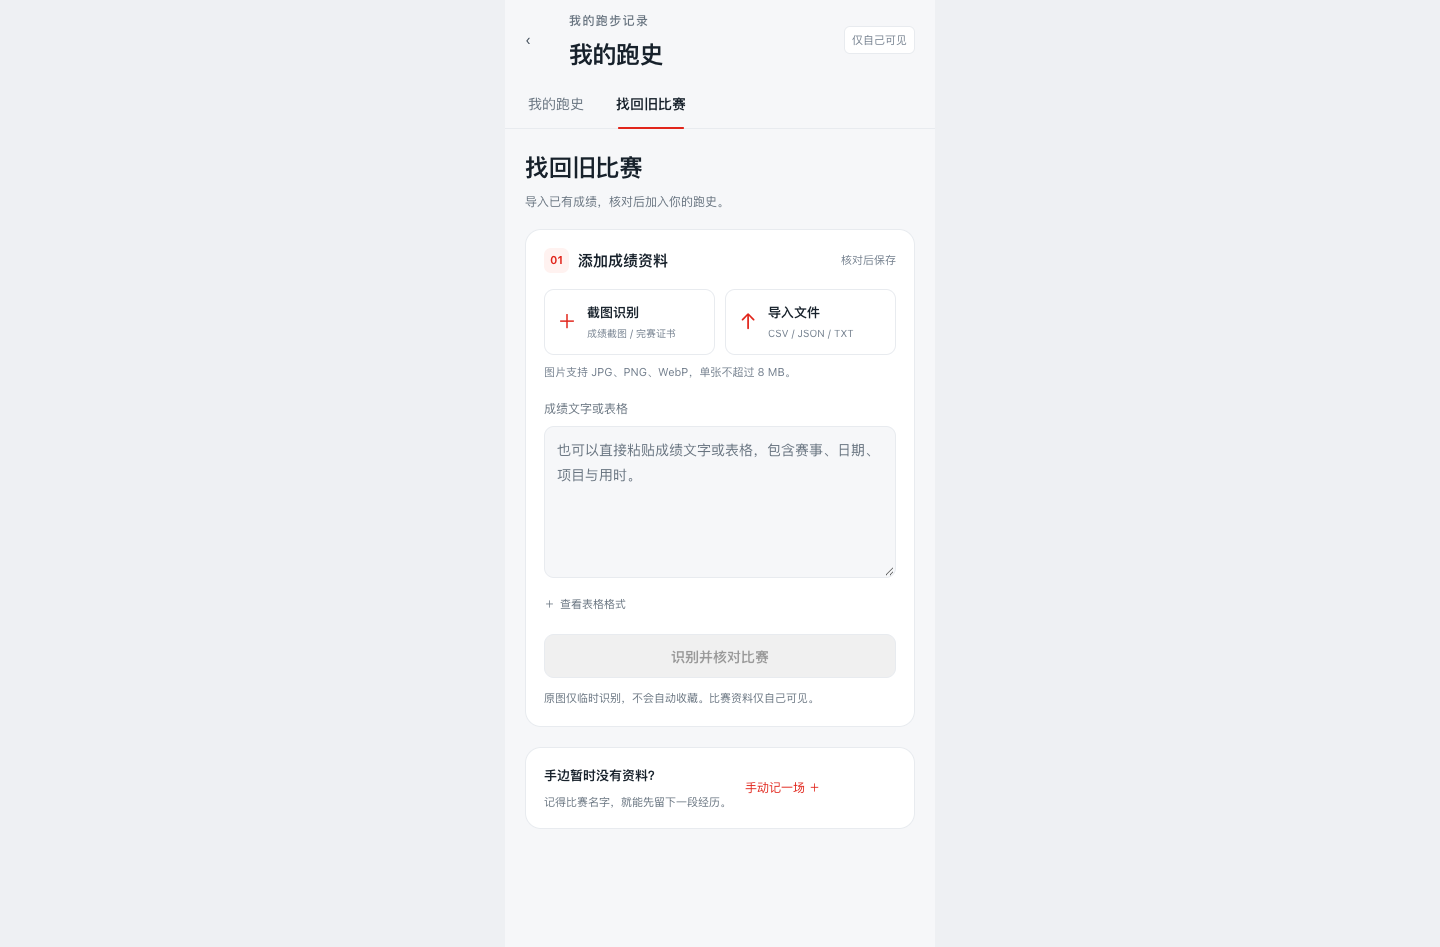 我的跑步记录
‹
我的跑史
仅自己可见
我的跑史
找回旧比赛
找回旧比赛
导入已有成绩，核对后加入你的跑史。
01 添加成绩资料
核对后保存
＋ 截图识别
成绩截图 / 完赛证书
↑ 导入文件
CSV / JSON / TXT
图片支持 JPG、PNG、WebP，单张不超过 8 MB。
成绩文字或表格
也可以直接粘贴成绩文字或表格，包含赛事、日期、
项目与用时。
＋ 查看表格格式
识别并核对比赛
原图仅临时识别，不会自动收藏。比赛资料仅自己可见。
手边暂时没有资料?
记得比赛名字，就能先留下一段经历。
手动记一场 ＋